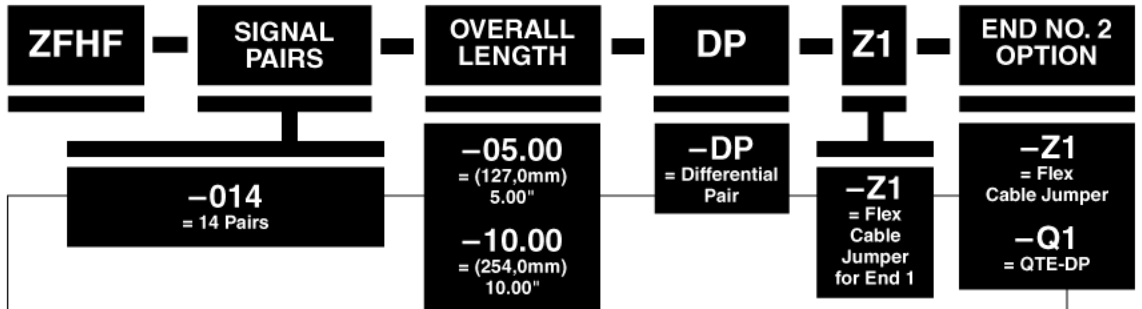 ZFHF
SIGNAL
PAIRS
OVERALL
LENGTH
DP
Z1
END NO. 2
OPTION
–014
= 14 Pairs
–05.00
= (127,0mm)
5.00"
–10.00
= (254,0mm)
10.00"
–DP
= Differential
Pair
–Z1
= Flex
Cable
Jumper
for End 1
–Z1
= Flex
Cable Jumper
–Q1
= QTE-DP